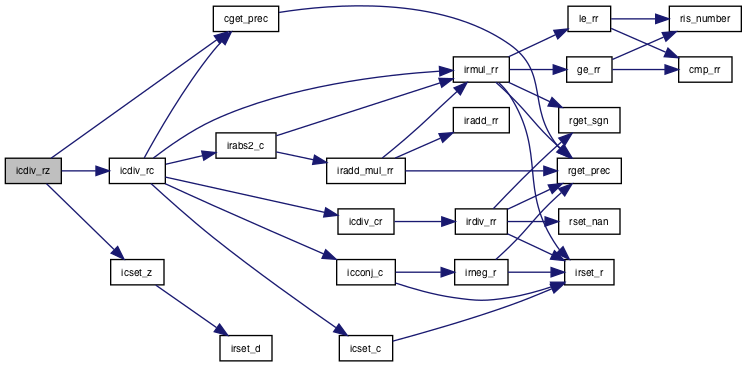 cget_prec
le_rr
ris_number
irmul_rr
ge_rr
cmp_rr
iradd_rr
rget_sgn
irabs2_c
icdiv_rz
icdiv_rc
iradd_mul_rr
rget_prec
icdiv_cr
irdiv_rr
rset_nan
icset_z
icconj_c
irneg_r
irset_r
irset_d
icset_c